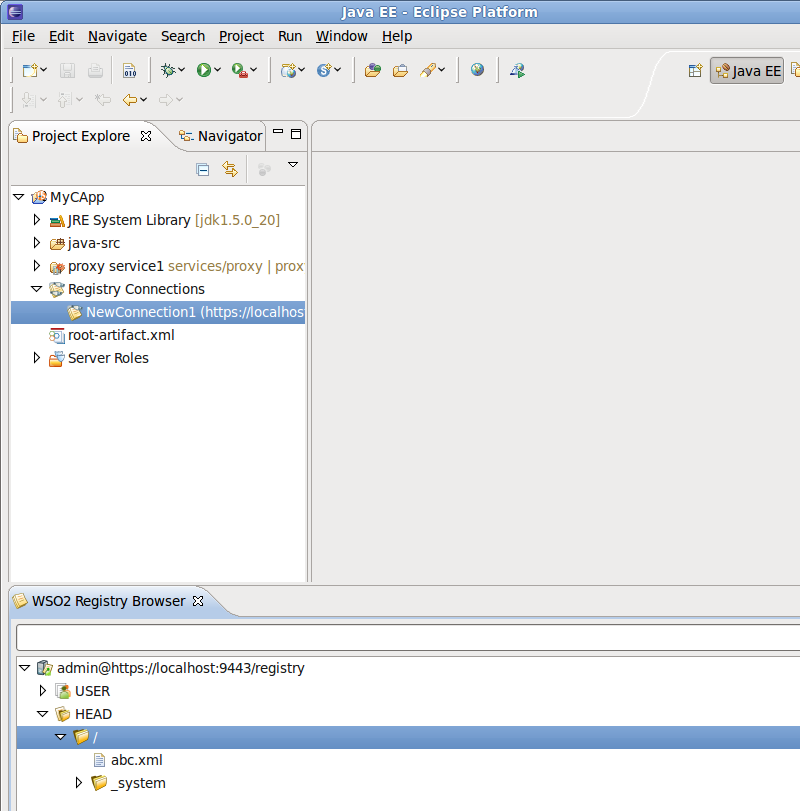 Java EE - Eclipse Platform
File Edit Navigate Search Project Run Window Help
010
Java EE
Project Explore Navigator
MyCApp
JRE System Library [jdk1.5.0_20]
java-src
proxy service1 services/proxy | prox
Registry Connections
NewConnection1 (https://localhos
root-artifact.xml
Server Roles
WSO2 Registry Browser
admin@https://localhost:9443/registry
USER
HEAD
/
abc.xml
_system